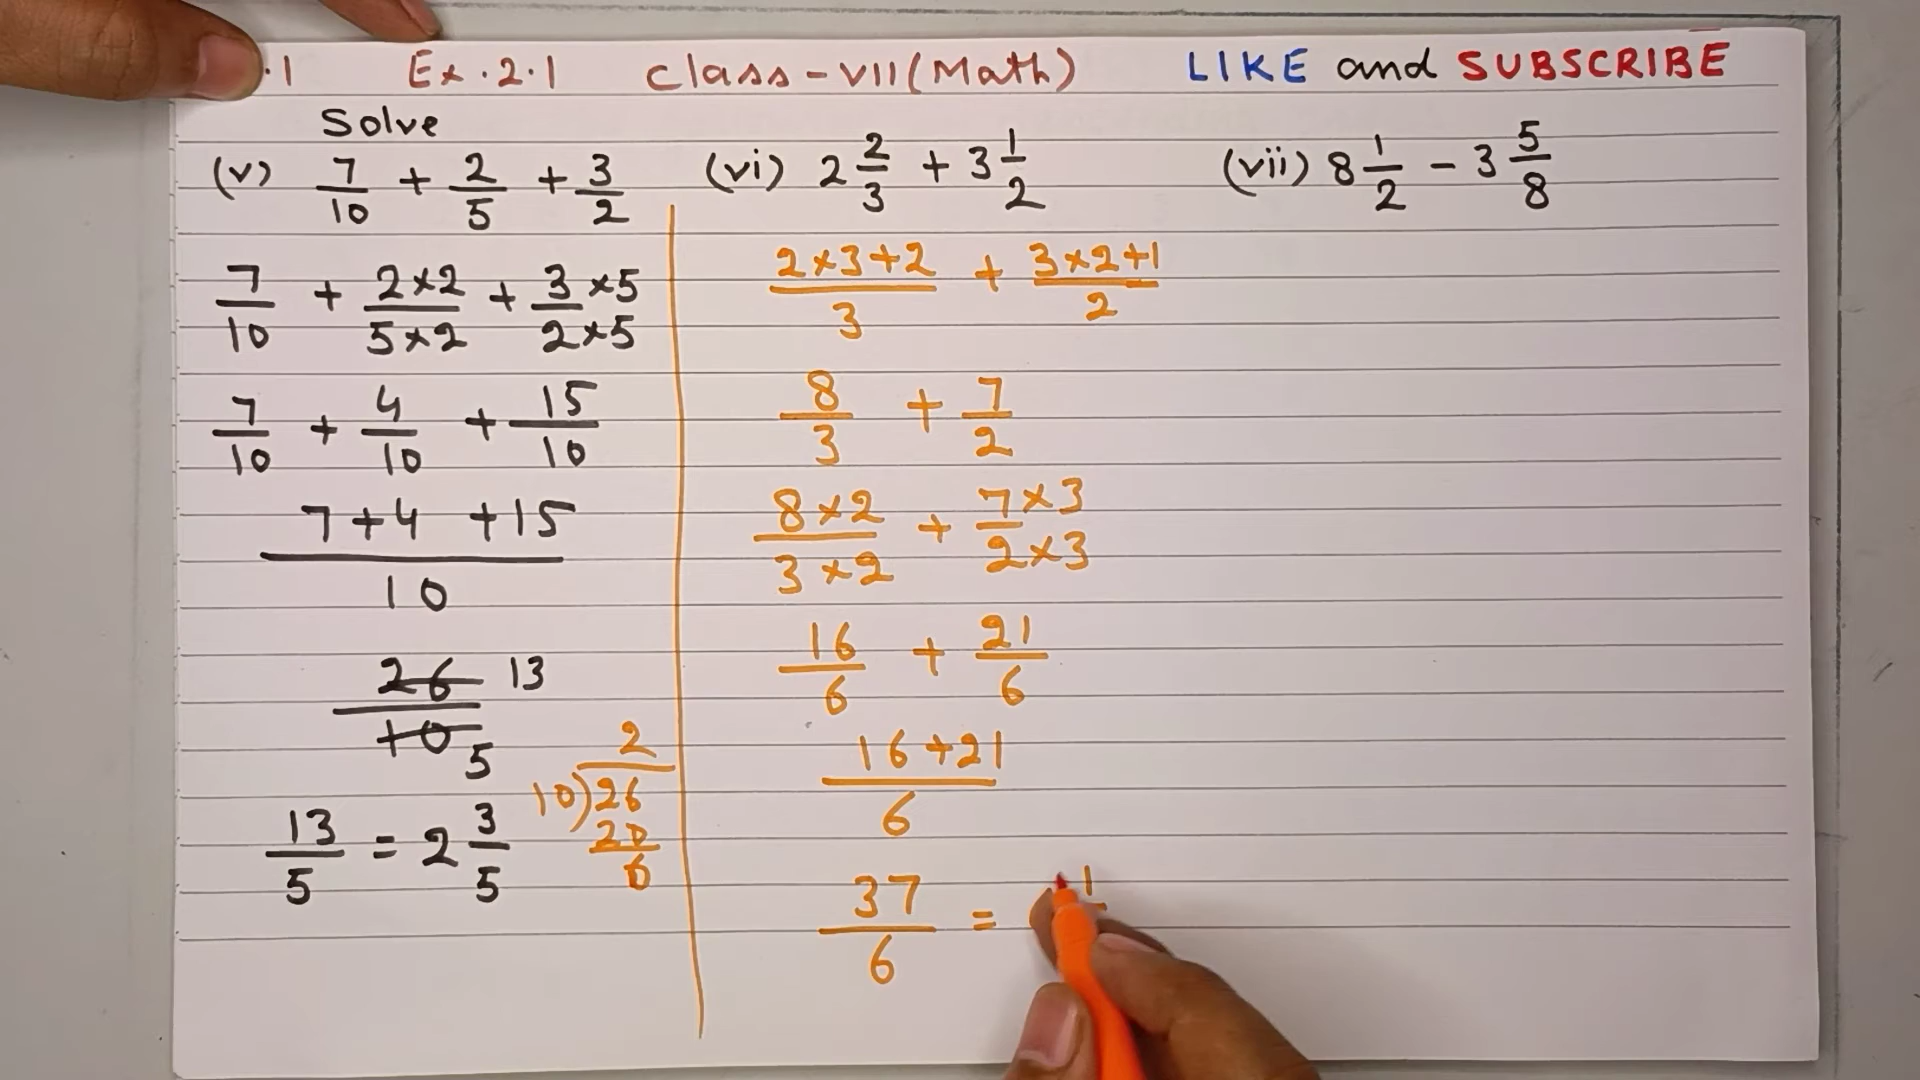 .1 Ex.2.1 Class-VII(Math) LIKE and SUBSCRIBE
Solve
(v) 7/10 + 2/5 + 3/2
7/10 + 2×2/5×2 + 3×5/2×5
7/10 + 4/10 + 15/10
7+4+15/10
26/10 13/5
13/5 = 2 3/5
2
10)26
20
6
(vi) 2 2/3 + 3 1/2
2×3+2/3 + 3×2+1/2
8/3 + 7/2
8×2/3×2 + 7×3/2×3
16/6 + 21/6
16+21/6
37/6 =
(vii) 8 1/2 - 3 5/8